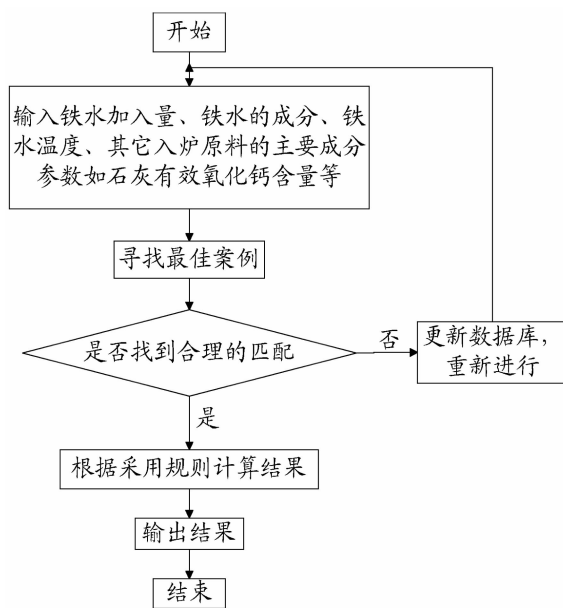 开始
输入铁水加入量、铁水的成分、铁
水温度、其它入炉原料的主要成分
参数如石灰有效氧化钙含量等
寻找最佳案例
是否找到合理的匹配
否
更新数据库，
重新进行
是
根据采用规则计算结果
输出结果
结束